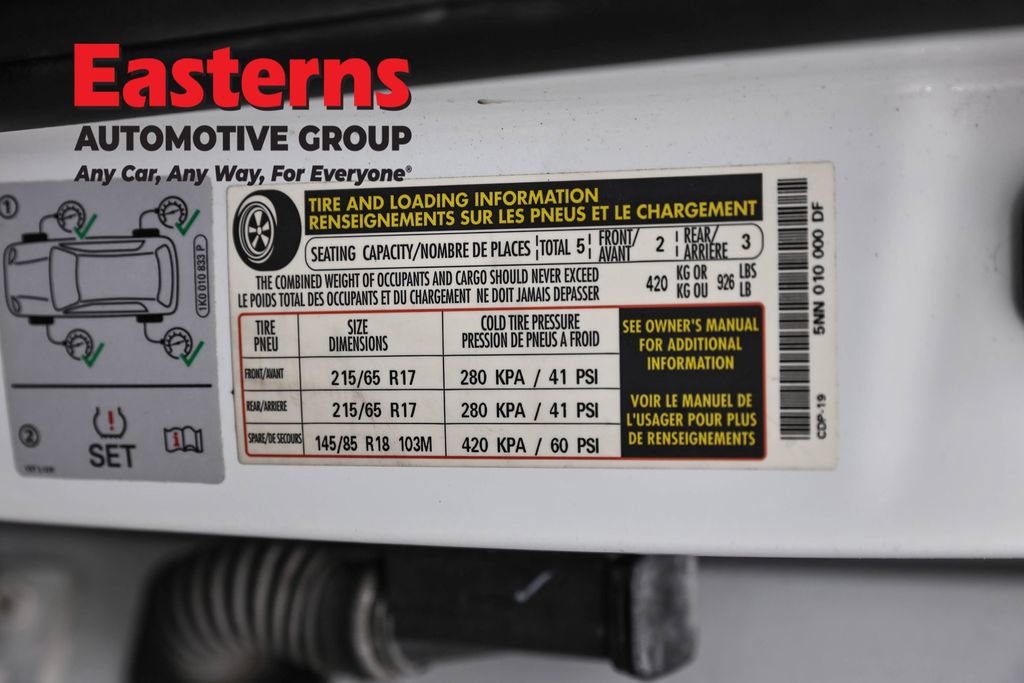 Easterns
AUTOMOTIVE GROUP
Any Car, Any Way, For Everyone®
1
1K0 010 833 P
2
SET
TIRE AND LOADING INFORMATION
RENSEIGNEMENTS SUR LES PNEUS ET LE CHARGEMENT
SEATING CAPACITY/NOMBRE DE PLACES TOTAL 5 FRONT/AVANT 2 REAR/ARRIÈRE 3
THE COMBINED WEIGHT OF OCCUPANTS AND CARGO SHOULD NEVER EXCEED
LE POIDS TOTAL DES OCCUPANTS ET DU CHARGEMENT NE DOIT JAMAIS DEPASSER
420 KG OR 926 LBS
KG OU LB
TIRE SIZE COLD TIRE PRESSURE
PNEU DIMENSIONS PRESSION DE PNEUS A FROID
FRONT/AVANT 215/65 R17 280 KPA / 41 PSI
REAR/ARRIERE 215/65 R17 280 KPA / 41 PSI
SPARE/DE SECOURS 145/85 R18 103M 420 KPA / 60 PSI
SEE OWNER'S MANUAL
FOR ADDITIONAL
INFORMATION
VOIR LE MANUEL DE
L'USAGER POUR PLUS
DE RENSEIGNEMENTS
5NN 010 000 DF
CDP-19